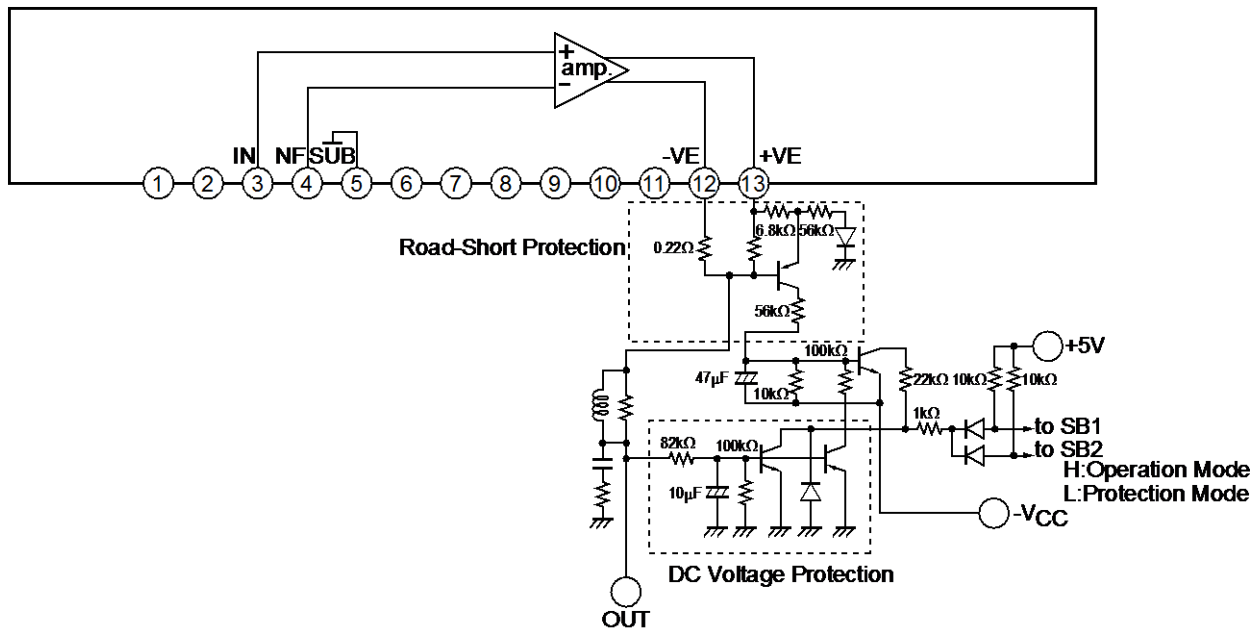 +
amp.
−
IN NF SUB -VE +VE
1 2 3 4 5 6 7 8 9 10 11 12 13
Road-Short Protection
0.22Ω
6.8kΩ 56kΩ
56kΩ
+5V
100kΩ
47μF
10kΩ
22kΩ 10kΩ 10kΩ
1kΩ
to SB1
to SB2
H:Operation Mode
L:Protection Mode
82kΩ 100kΩ
10μF
-VCC
DC Voltage Protection
OUT